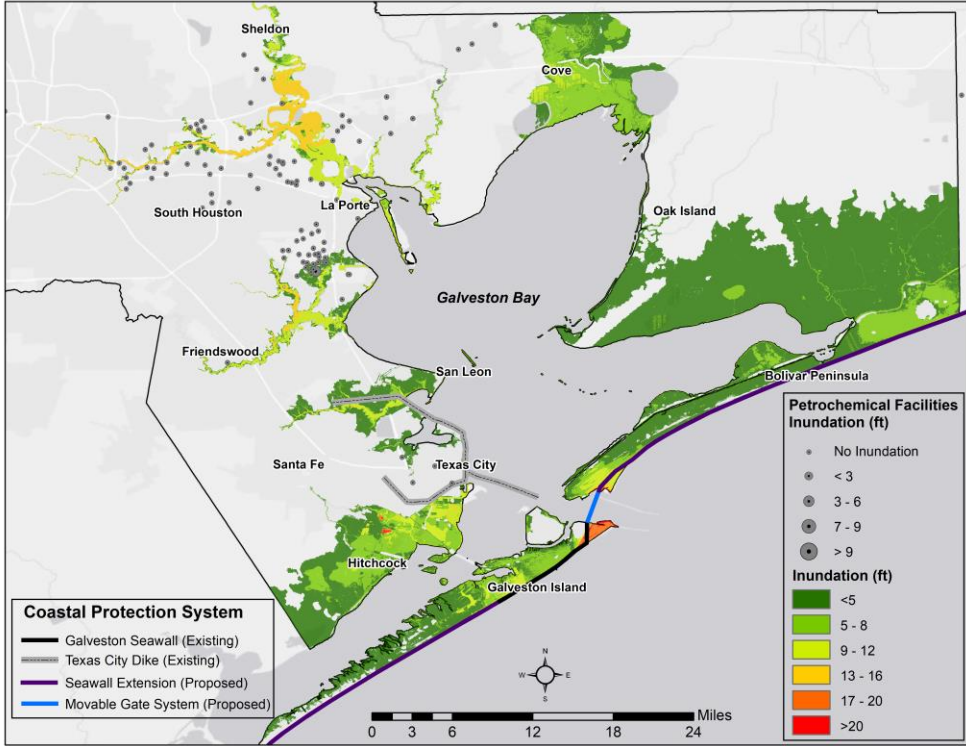 Sheldon
Cove
South Houston
La Porte
Oak Island
Galveston Bay
Friendswood
San Leon
Bolivar Peninsula
Santa Fe
Texas City
Hitchcock
Galveston Island
Coastal Protection System
Galveston Seawall (Existing)
Texas City Dike (Existing)
Seawall Extension (Proposed)
Movable Gate System (Proposed)
N
W E
S
Miles
0 3 6 12 18 24
Petrochemical Facilities
Inundation (ft)
No Inundation
< 3
3 - 6
7 - 9
> 9
Inundation (ft)
<5
5 - 8
9 - 12
13 - 16
17 - 20
>20